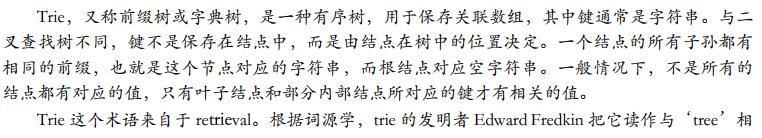 Trie，又称前缀树或字典树，是一种有序树，用于保存关联数组，其中键通常是字符串。与二
叉查找树不同，键不是保存在结点中，而是由结点在树中的位置决定。一个结点的所有子孙都有
相同的前缀，也就是这个节点对应的字符串，而根结点对应空字符串。一般情况下，不是所有的
结点都有对应的值，只有叶子结点和部分内部结点所对应的键才有相关的值。
Trie 这个术语来自于 retrieval。根据词源学，trie 的发明者 Edward Fredkin 把它读作与‘tree’相